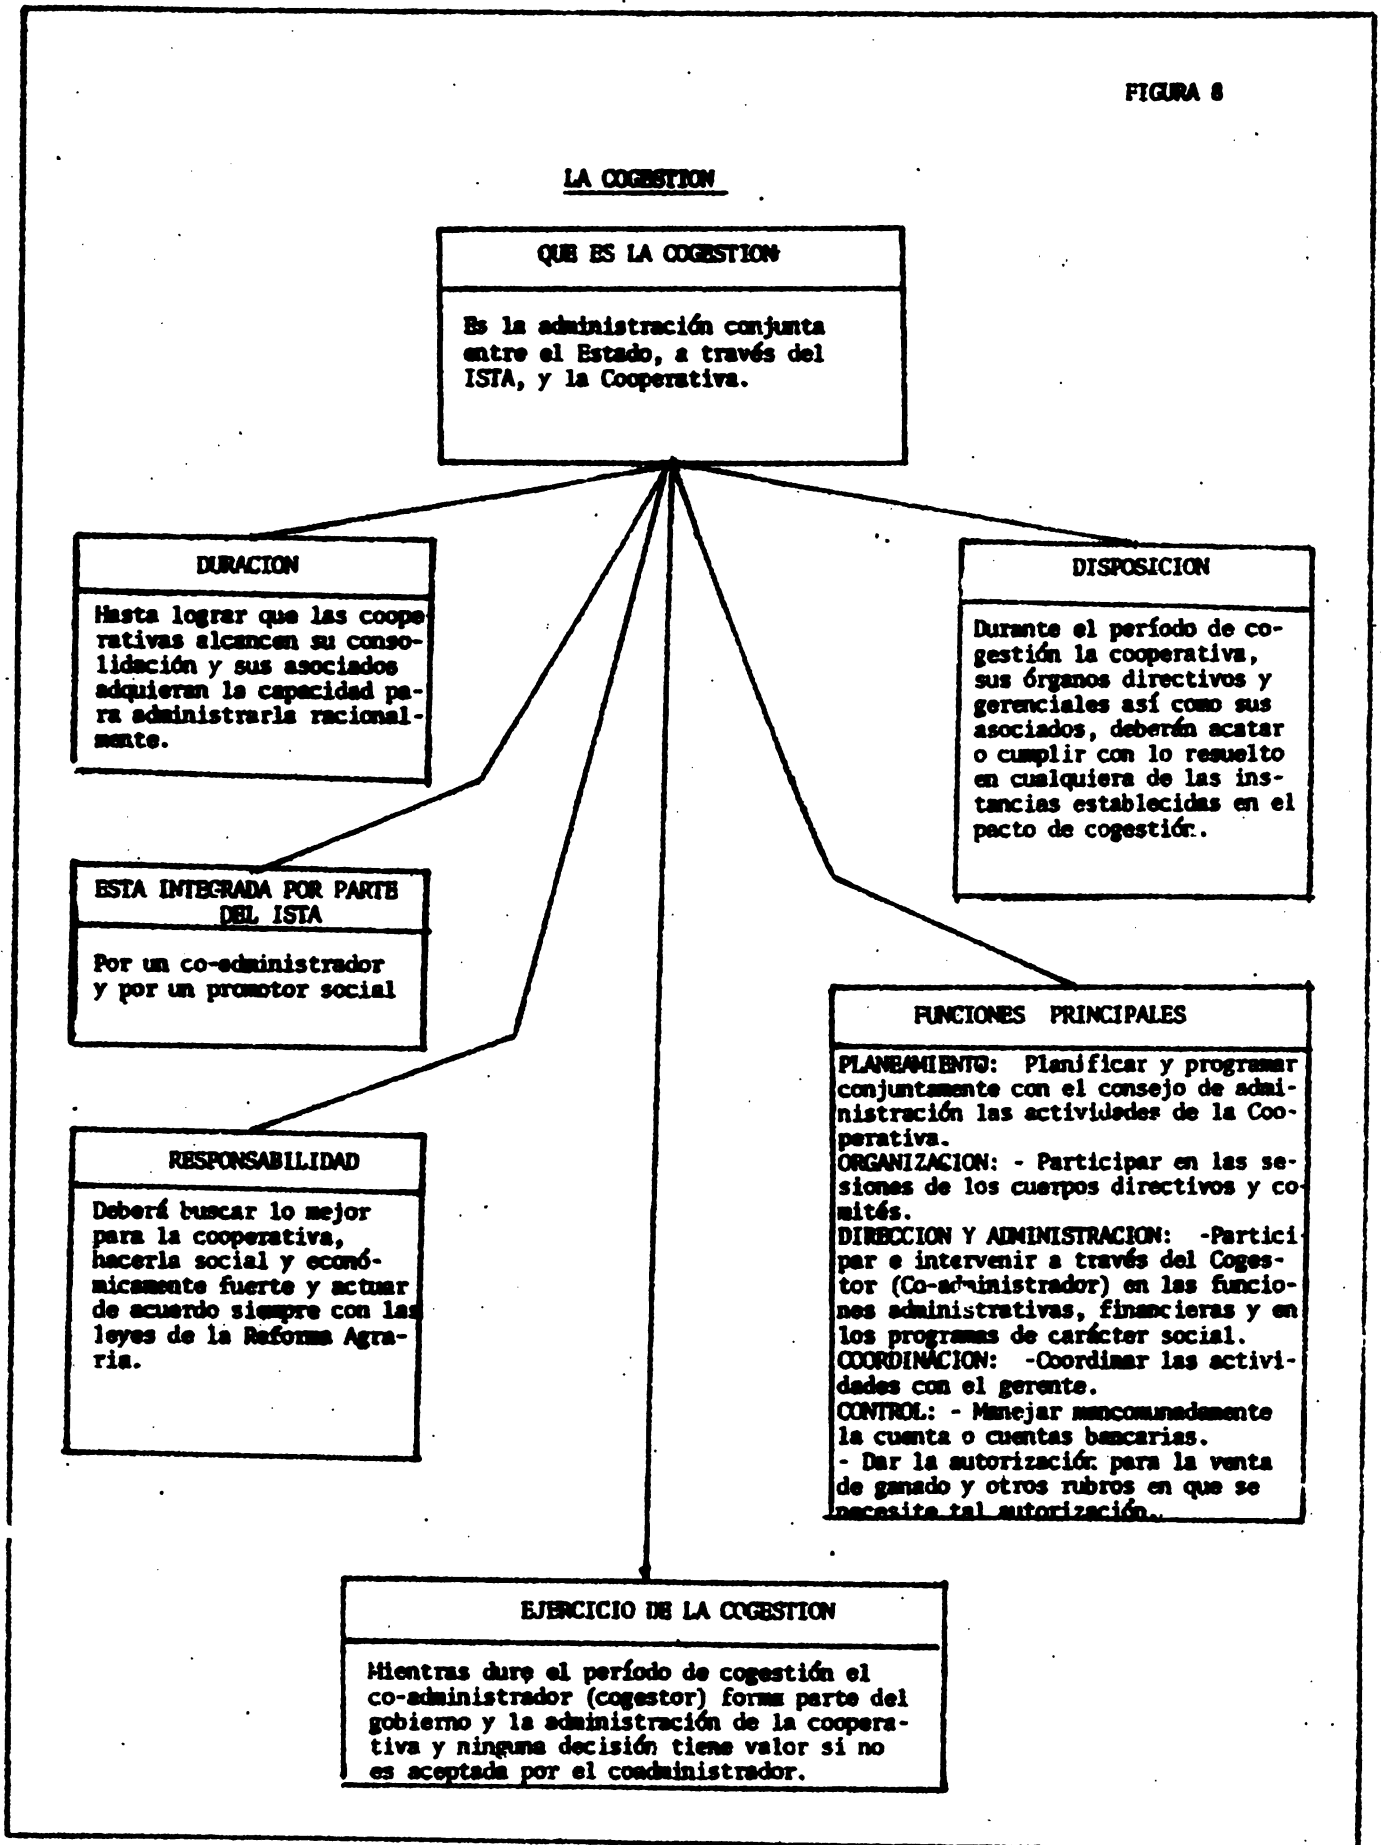 FIGURA 8
LA COGESTION
QUE ES LA COGESTION
Es la administración conjunta
entre el Estado, a través del
ISTA, y la Cooperativa.
DURACION
Hasta lograr que las coope
rativas alcancen su conso-
lidación y sus asociados
adquieran la capacidad pa-
ra administrarla racional-
mente.
DISPOSICION
Durante el período de co-
gestión la cooperativa,
sus órganos directivos y
gerenciales así como sus
asociados, deberán acatar
o cumplir con lo resuelto
en cualquiera de las ins-
tancias establecidas en el
pacto de cogestión.
ESTA INTEGRADA POR PARTE
DEL ISTA
Por un co-administrador
y por un promotor social
RESPONSABILIDAD
Deberá buscar lo mejor
para la cooperativa,
hacerla social y econó-
micamente fuerte y actuar
de acuerdo siempre con las
leyes de la Reforma Agra-
ria.
FUNCIONES PRINCIPALES
PLANEAMIENTO: Planificar y programar
conjuntamente con el consejo de admi-
nistración las actividades de la Coo-
perativa.
ORGANIZACION: - Participar en las se-
siones de los cuerpos directivos y co-
mités.
DIRECCION Y ADMINISTRACION: -Partici-
par e intervenir a través del Coges-
tor (Co-administrador) en las funcio-
nes administrativas, financieras y en
los programas de carácter social.
COORDINACION: -Coordinar las activi-
dades con el gerente.
CONTROL: - Manejar mancomunadamente
la cuenta o cuentas bancarias.
- Dar la autorización para la venta
de ganado y otros rubros en que se
necesite tal autorización.
EJERCICIO DE LA COGESTION
Mientras dure el período de cogestión el
co-administrador (cogestor) forma parte del
gobierno y la administración de la coopera-
tiva y ninguna decisión tiene valor si no
es aceptada por el coadministrador.